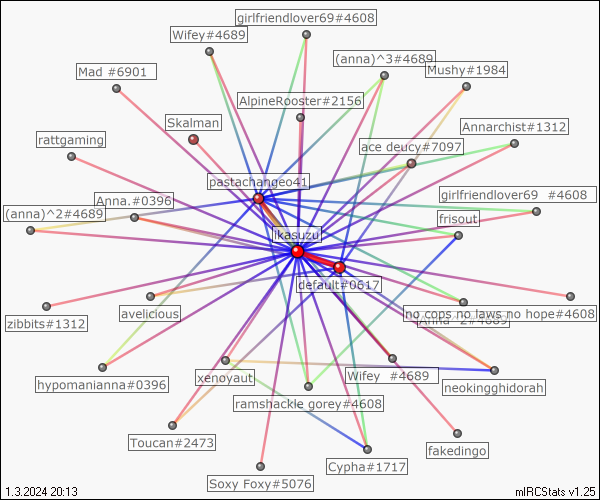 girlfriendlover69#4608
Wifey#4689
(anna)^3#4689
Mad #6901
Mushy#1984
AlpineRooster#2156
Skalman
Annarchist#1312
rattgaming
ace deucy#7097
pastachangeo41
girlfriendlover69 #4608
Anna.#0396
(anna)^2#4689
frisout
ikasuzu
default#0617
no cops no laws no hope#4608
avelicious
zibbits#1312
Anna^2#4689
xenoyaut
Wifey #4689
hypomanianna#0396
neokingghidorah
ramshackle gorey#4608
Toucan#2473
fakedingo
Cypha#1717
Soxy Foxy#5076
1.3.2024 20:13
mIRCStats v1.25